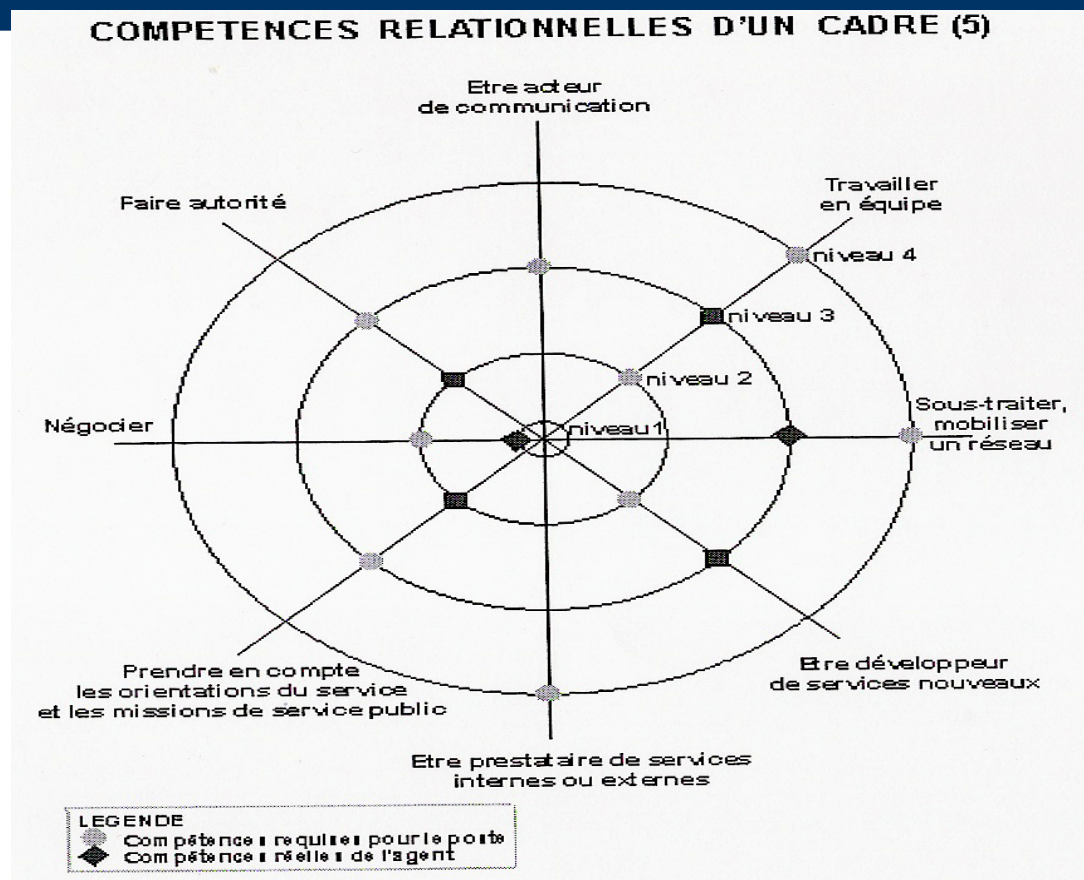 COMPETENCES RELATIONNELLES D'UN CADRE (5)
Etre acteur
de communication
Travailler
en équipe
Faire autorité
niveau 4
niveau 3
niveau 2
Sous-traiter,
mobiliser
un réseau
Négocier
niveau 1
Prendre en compte
les orientations du service
et les missions de service public
Etre développeur
de services nouveaux
Etre prestataire de services
internes ou externes
LEGENDE
Compétences requises pour le poste
Compétences réelles de l'agent